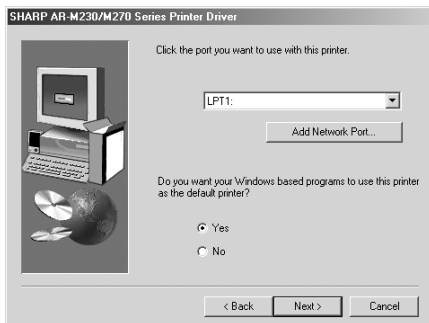 SHARP AR-M230/M270 Series Printer Driver
Click the port you want to use with this printer.
LPT1:
Add Network Port...
Do you want your Windows based programs to use this printer
as the default printer?
Yes
No
< Back Next > Cancel